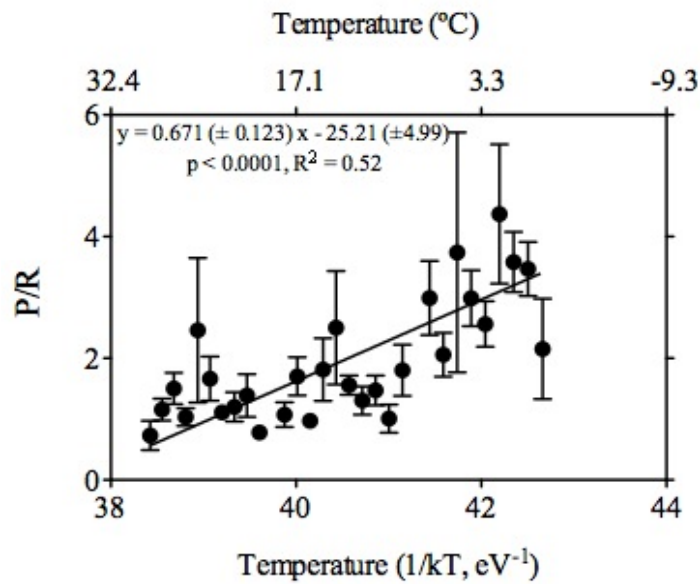 Temperature (ºC)
32.4 17.1 3.3 -9.3
6
y = 0.671 (± 0.123) x - 25.21 (±4.99)
p < 0.0001, R² = 0.52
4
P/R
2
0
38 40 42 44
Temperature (1/kT, eV⁻¹)